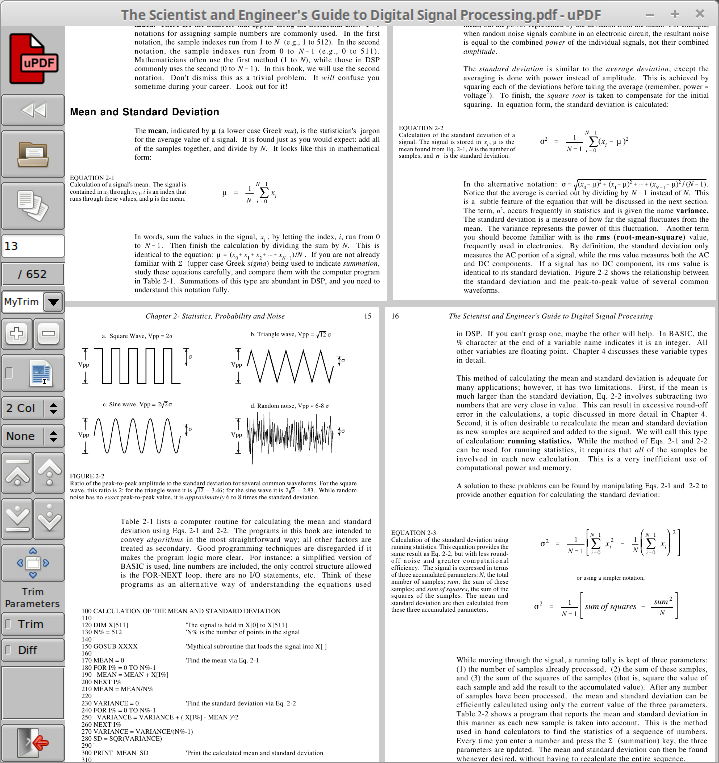 The Scientist and Engineer's Guide to Digital Signal Processing.pdf - uPDF
uPDF
13
/ 652
MyTrim
2 Col
None
Trim
Parameters
Trim
Diff
notations for assigning sample numbers are commonly used. In the first
notation, the sample indexes run from 1 to N (e.g., 1 to 512). In the second
notation, the sample indexes run from 0 to N-1 (e.g., 0 to 511).
Mathematicians often use the first method (1 to N), while those in DSP
commonly uses the second (0 to N-1). In this book, we will use the second
notation. Don't dismiss this as a trivial problem. It will confuse you
sometime during your career. Look out for it!
Mean and Standard Deviation
The mean, indicated by μ (a lower case Greek mu), is the statistician's jargon
for the average value of a signal. It is found just as you would expect: add all
of the samples together, and divide by N. It looks like this in mathematical
form:
EQUATION 2-1
Calculation of a signal's mean. The signal is
contained in x₀ through xN-1, i is an index that
runs through these values, and μ is the mean.
μ = 1/N N-1 Σ i=0 xi
In words, sum the values in the signal, xi, by letting the index, i, run from 0
to N-1. Then finish the calculation by dividing the sum by N. This is
identical to the equation: μ = (x₀ + x₁ + x₂ + ··· + xN-1)/N. If you are not already
familiar with Σ (upper case Greek sigma) being used to indicate summation,
study these equations carefully, and compare them with the computer program
in Table 2-1. Summations of this type are abundant in DSP, and you need to
understand this notation fully.
when random noise signals combine in an electronic circuit, the resultant noise
is equal to the combined power of the individual signals, not their combined
amplitude.
The standard deviation is similar to the average deviation, except the
averaging is done with power instead of amplitude. This is achieved by
squaring each of the deviations before taking the average (remember, power ∝
voltage²). To finish, the square root is taken to compensate for the initial
squaring. In equation form, the standard deviation is calculated:
EQUATION 2-2
Calculation of the standard deviation of a
signal. The signal is stored in xi, μ is the
mean found from Eq. 2-1, N is the number of
samples, and σ is the standard deviation.
σ² = 1/N-1 N-1 Σ i=0 (xi - μ)²
In the alternative notation: σ = √(x₀ - μ)² + (x₁ - μ)² + ··· + (xN-1 - μ)² / (N-1).
Notice that the average is carried out by dividing by N-1 instead of N. This
is a subtle feature of the equation that will be discussed in the next section.
The term, σ², occurs frequently in statistics and is given the name variance.
The standard deviation is a measure of how far the signal fluctuates from the
mean. The variance represents the power of this fluctuation. Another term
you should become familiar with is the rms (root-mean-square) value,
frequently used in electronics. By definition, the standard deviation only
measures the AC portion of a signal, while the rms value measures both the AC
and DC components. If a signal has no DC component, its rms value is
identical to its standard deviation. Figure 2-2 shows the relationship between
the standard deviation and the peak-to-peak value of several common
waveforms.
Chapter 2- Statistics, Probability and Noise 15
a. Square Wave, Vpp = 2σ
b. Triangle wave, Vpp = √12 σ
Vpp σ
Vpp σ
c. Sine wave, Vpp = 2√2 σ
d. Random noise, Vpp ≈ 6-8 σ
Vpp σ
Vpp σ
FIGURE 2-2
Ratio of the peak-to-peak amplitude to the standard deviation for several common waveforms. For the square
wave, this ratio is 2; for the triangle wave it is √12 = 3.46; for the sine wave it is 2√2 = 2.83. While random
noise has no exact peak-to-peak value, it is approximately 6 to 8 times the standard deviation.
Table 2-1 lists a computer routine for calculating the mean and standard
deviation using Eqs. 2-1 and 2-2. The programs in this book are intended to
convey algorithms in the most straightforward way; all other factors are
treated as secondary. Good programming techniques are disregarded if it
makes the program logic more clear. For instance: a simplified version of
BASIC is used, line numbers are included, the only control structure allowed
is the FOR-NEXT loop, there are no I/O statements, etc. Think of these
programs as an alternative way of understanding the equations used
100 CALCULATION OF THE MEAN AND STANDARD DEVIATION
110
120 DIM X[511] 'The signal is held in X[0] to X[511]
130 N% = 512 'N% is the number of points in the signal
140
150 GOSUB XXXX 'Mythical subroutine that loads the signal into X[ ]
160
170 MEAN = 0 'Find the mean via Eq. 2-1
180 FOR I% = 0 TO N%-1
190 MEAN = MEAN + X[I%]
200 NEXT I%
210 MEAN = MEAN/N%
220
230 VARIANCE = 0 'Find the standard deviation via Eq. 2-2
240 FOR I% = 0 TO N%-1
250 VARIANCE = VARIANCE + ( X[I%] - MEAN )^2
260 NEXT I%
270 VARIANCE = VARIANCE/(N%-1)
280 SD = SQR(VARIANCE)
290
300 PRINT MEAN SD 'Print the calculated mean and standard deviation
310
16 The Scientist and Engineer's Guide to Digital Signal Processing
in DSP. If you can't grasp one, maybe the other will help. In BASIC, the
% character at the end of a variable name indicates it is an integer. All
other variables are floating point. Chapter 4 discusses these variable types
in detail.
This method of calculating the mean and standard deviation is adequate for
many applications; however, it has two limitations. First, if the mean is
much larger than the standard deviation, Eq. 2-2 involves subtracting two
numbers that are very close in value. This can result in excessive round-off
error in the calculations, a topic discussed in more detail in Chapter 4.
Second, it is often desirable to recalculate the mean and standard deviation
as new samples are acquired and added to the signal. We will call this type
of calculation: running statistics. While the method of Eqs. 2-1 and 2-2
can be used for running statistics, it requires that all of the samples be
involved in each new calculation. This is a very inefficient use of
computational power and memory.
A solution to these problems can be found by manipulating Eqs. 2-1 and 2-2 to
provide another equation for calculating the standard deviation:
EQUATION 2-3
Calculation of the standard deviation using
running statistics. This equation provides the
same result as Eq. 2-2, but with less round-
off noise and greater computational
efficiency. The signal is expressed in terms
of three accumulated parameters: N, the total
number of samples; sum, the sum of these
samples; and sum of squares, the sum of the
squares of the samples. The mean and
standard deviation are then calculated from
these three accumulated parameters.
σ² = 1/N-1 [ N-1 Σ i=0 xi² - 1/N ( N-1 Σ i=0 xi )² ]
or using a simpler notation,
σ² = 1/N-1 [ sum of squares - sum²/N ]
While moving through the signal, a running tally is kept of three parameters:
(1) the number of samples already processed, (2) the sum of these samples,
and (3) the sum of the squares of the samples (that is, square the value of
each sample and add the result to the accumulated value). After any number
of samples have been processed, the mean and standard deviation can be
efficiently calculated using only the current value of the three parameters.
Table 2-2 shows a program that reports the mean and standard deviation in
this manner as each new sample is taken into account. This is the method
used in hand calculators to find the statistics of a sequence of numbers.
Every time you enter a number and press the Σ (summation) key, the three
parameters are updated. The mean and standard deviation can then be found
whenever desired, without having to recalculate the entire sequence.